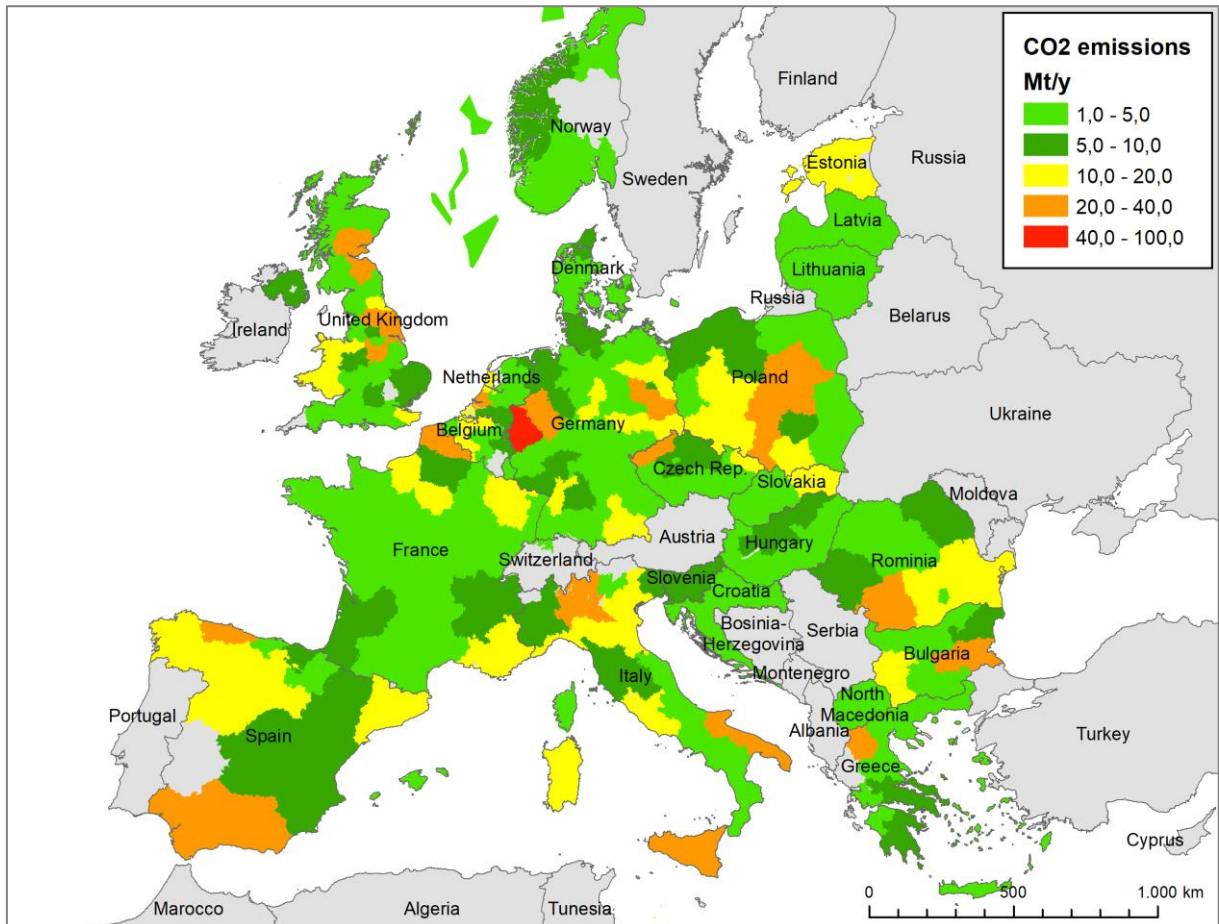 CO2 emissions
Mt/y
1,0 - 5,0
5,0 - 10,0
10,0 - 20,0
20,0 - 40,0
40,0 - 100,0
Finland
Norway
Sweden
Estonia
Russia
Latvia
Lithuania
Denmark
Russia
Belarus
Ireland
United Kingdom
Netherlands
Poland
Belgium
Germany
Ukraine
Czech Rep.
Slovakia
Moldova
Austria
Hungary
France
Switzerland
Rominia
Slovenia
Croatia
Bosinia-
Herzegovina
Serbia
Montenegro
Bulgaria
Italy
North
Macedonia
Albania
Portugal
Spain
Greece
Turkey
Cyprus
Marocco
Algeria
Tunesia
0
500
1.000 km